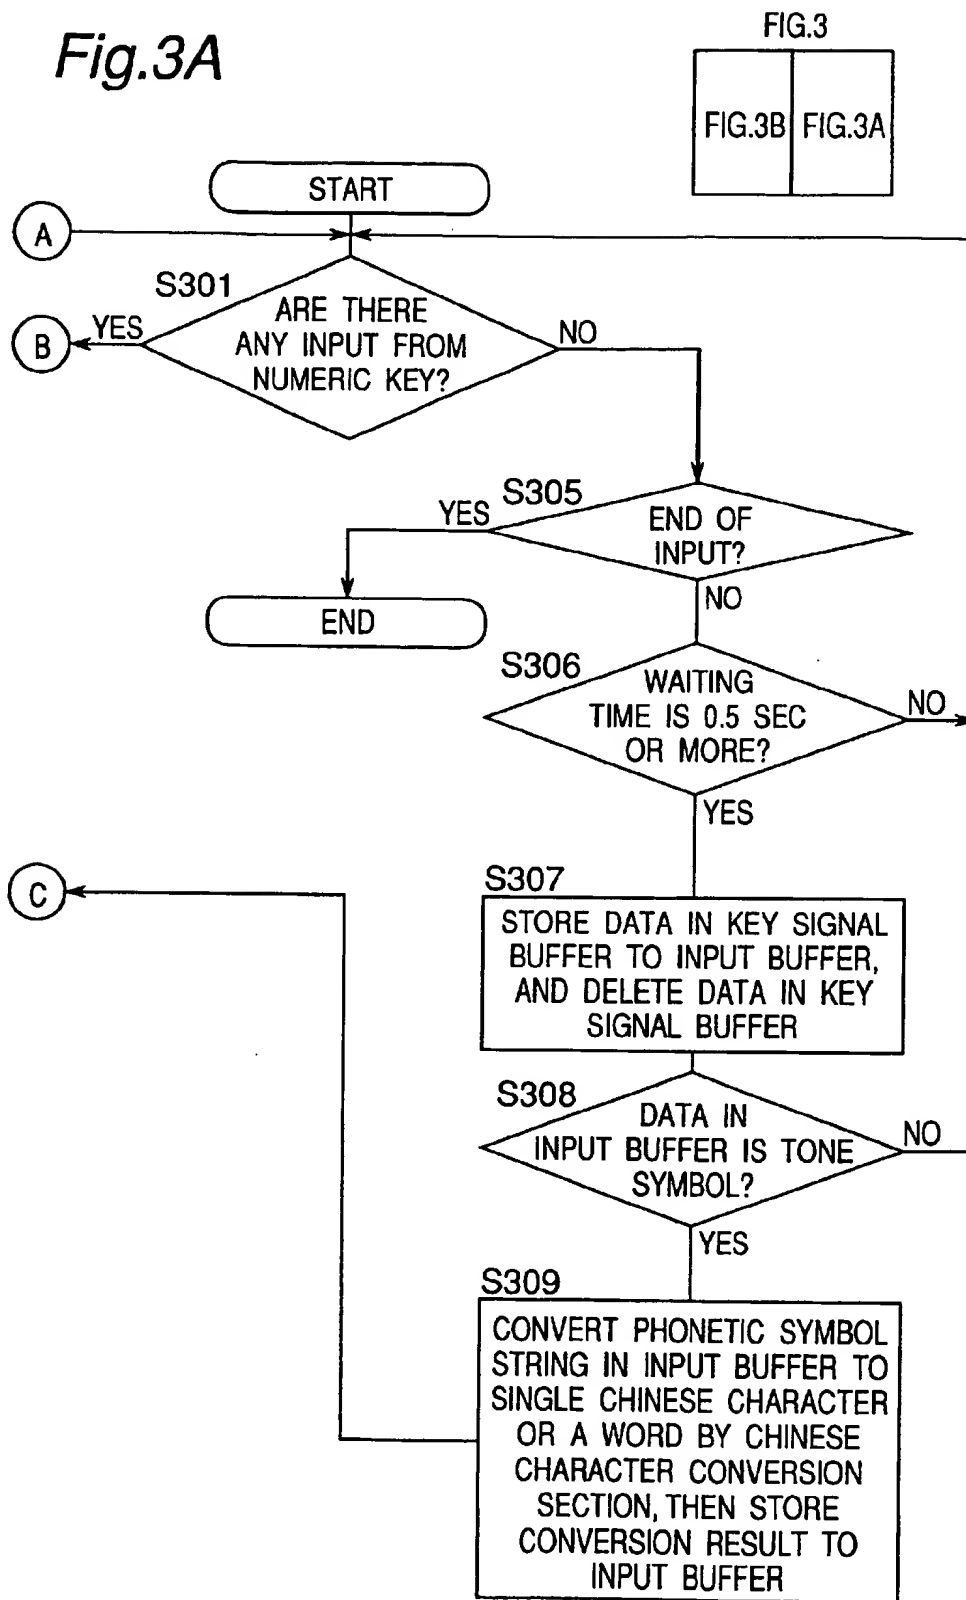 Fig.3A
FIG.3
FIG.3B
FIG.3A
START
A
S301
ARE THERE
ANY INPUT FROM
NUMERIC KEY?
YES
B
NO
S305
YES
END OF
INPUT?
NO
END
S306
WAITING
TIME IS 0.5 SEC
OR MORE?
NO
YES
C
S307
STORE DATA IN KEY SIGNAL
BUFFER TO INPUT BUFFER,
AND DELETE DATA IN KEY
SIGNAL BUFFER
S308
DATA IN
INPUT BUFFER IS TONE
SYMBOL?
NO
YES
S309
CONVERT PHONETIC SYMBOL
STRING IN INPUT BUFFER TO
SINGLE CHINESE CHARACTER
OR A WORD BY CHINESE
CHARACTER CONVERSION
SECTION, THEN STORE
CONVERSION RESULT TO
INPUT BUFFER